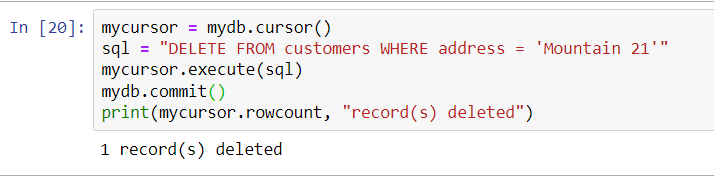 In [20]: mycursor = mydb.cursor()
sql = "DELETE FROM customers WHERE address = 'Mountain 21'"
mycursor.execute(sql)
mydb.commit()
print(mycursor.rowcount, "record(s) deleted")
1 record(s) deleted